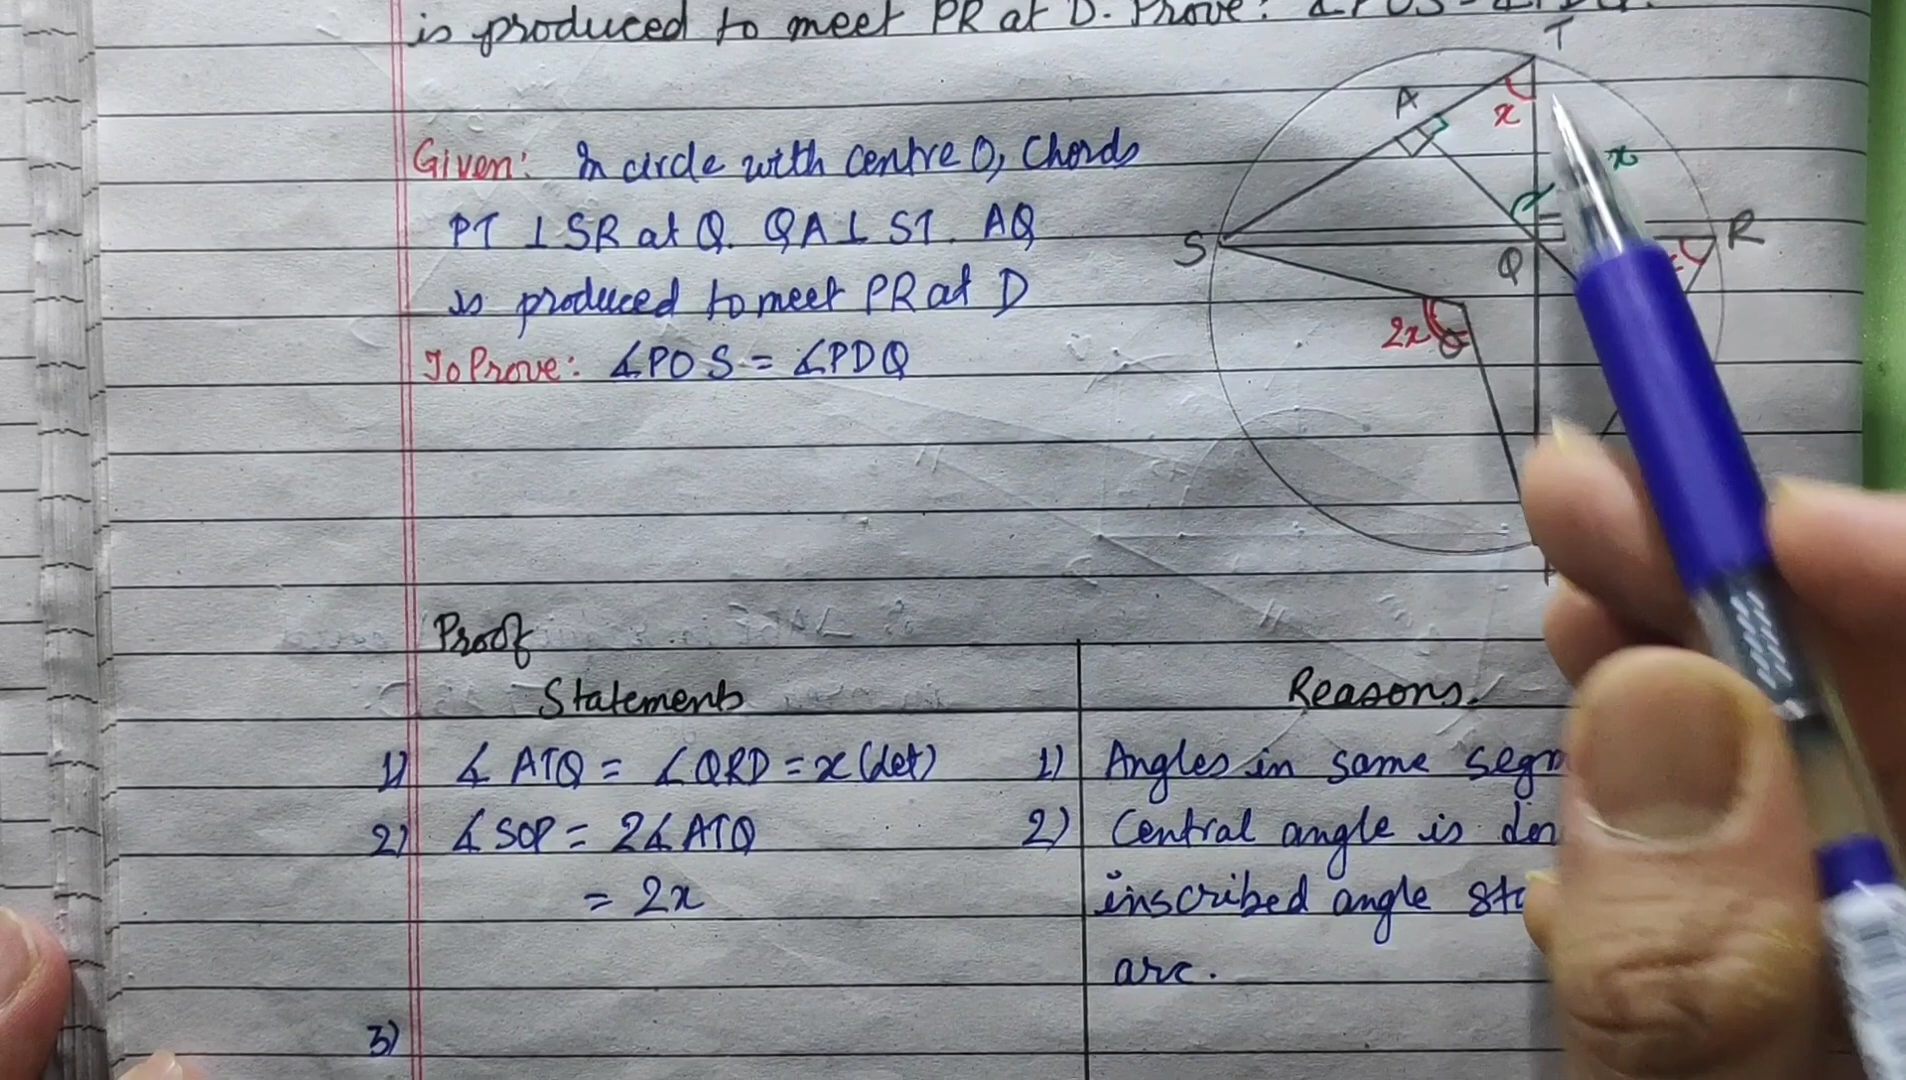 is produced to meet PR at D. Prove: ∠POS = ∠PDQ.
Given: In circle with centre O, Chords
PT ⊥ SR at Q. QA ⊥ ST. AQ
is produced to meet PR at D
To Prove: ∠POS = ∠PDQ
T
A
x
x
S
R
Q
2x
O
Proof
Statements
Reasons.
1) ∠ATQ = ∠QRD = x (let)
1) Angles in same segm
2) ∠SOP = 2∠ATQ
2) Central angle is
= 2x
inscribed angle
arc.
3)